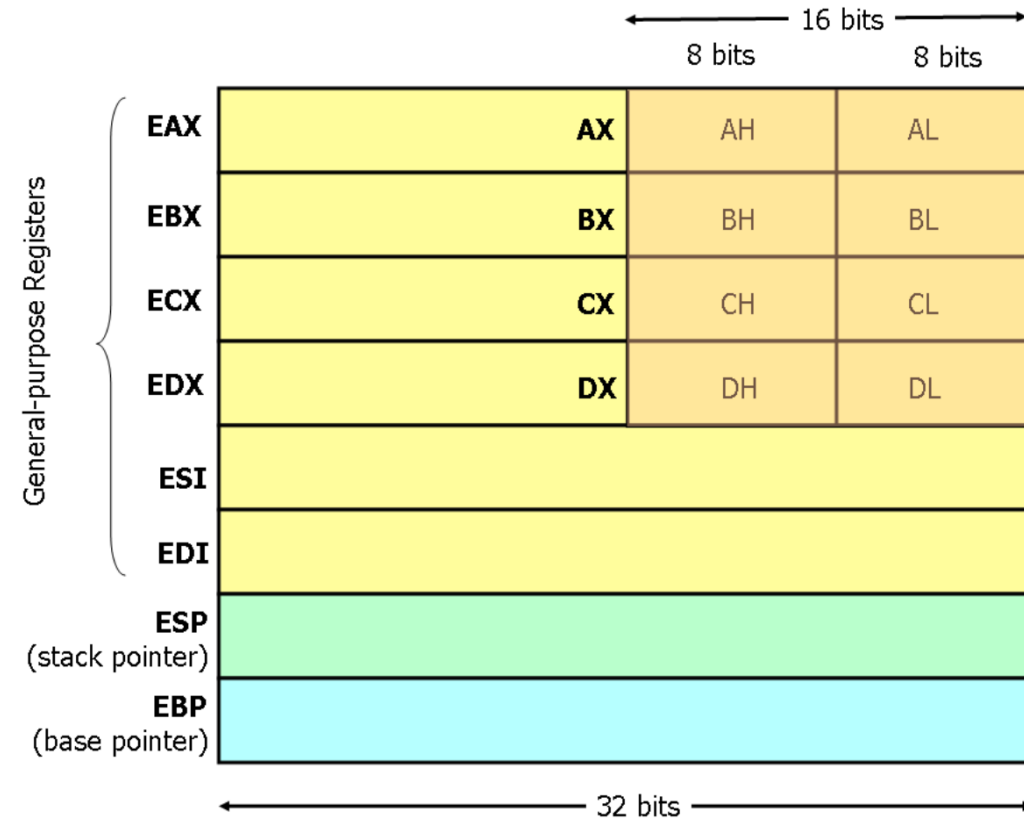 16 bits
8 bits 8 bits
General-purpose Registers
EAX AX AH AL
EBX BX BH BL
ECX CX CH CL
EDX DX DH DL
ESI
EDI
ESP
(stack pointer)
EBP
(base pointer)
32 bits